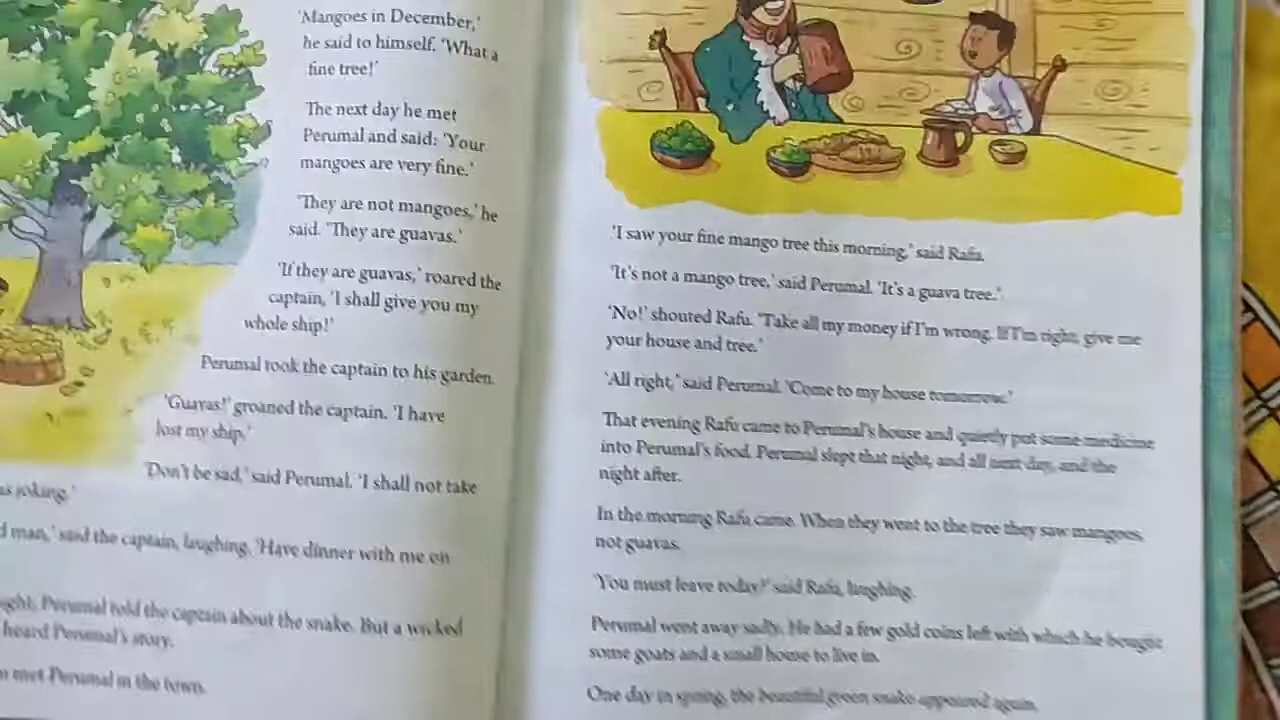 'Mangoes in December,'
he said to himself. 'What a
fine tree!'
The next day he met
Perumal and said: 'Your
mangoes are very fine.'
'They are not mangoes,' he
said. 'They are guavas.'
'If they are guavas,' roared the
captain, 'I shall give you my
whole ship!'
Perumal took the captain to his garden.
'Guavas!' groaned the captain. 'I have
lost my ship.'
'Don't be sad,' said Perumal. 'I shall not take
joking.'
man,' said the captain, laughing. 'Have dinner with me on
Perumal told the captain about the snake. But a wicked
heard Perumal's story.
met Perumal in the town.
'I saw your fine mango tree this morning,' said Rafu.
'It's not a mango tree,' said Perumal. 'It's a guava tree.'
'No!' shouted Rafu. 'Take all my money if I'm wrong. If I'm right, give me
your house and tree.'
'All right,' said Perumal. 'Come to my house tomorrow.'
That evening Rafu came to Perumal's house and quietly put some medicine
into Perumal's food. Perumal slept that night, and all next day, and the
night after.
In the morning Rafu came. When they went to the tree they saw mangoes,
not guavas.
'You must leave today!' said Rafu, laughing.
Perumal went away sadly. He had a few gold coins left with which he bought
some goats and a small house to live in.
One day in spring, the beautiful green snake appeared again.